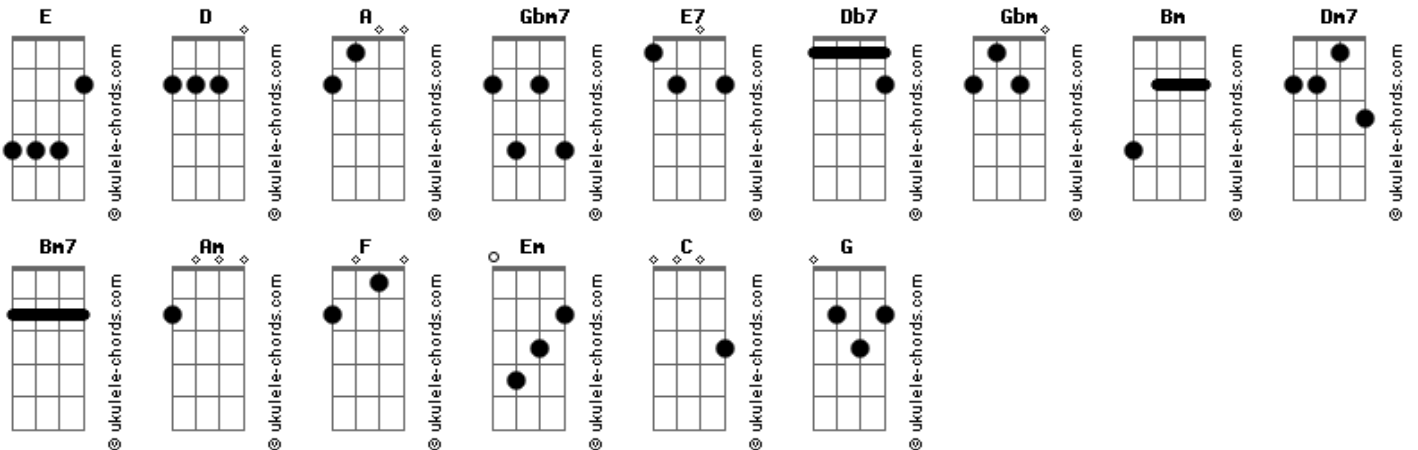 E D A Gbm7 E7 Db7 Gbm Bm Dm7
© ukulele-chords.com © ukulele-chords.com © ukulele-chords.com © ukulele-chords.com © ukulele-chords.com © ukulele-chords.com © ukulele-chords.com © ukulele-chords.com © ukulele-chords.com
Bm7 Am F Em C G
© ukulele-chords.com © ukulele-chords.com © ukulele-chords.com © ukulele-chords.com © ukulele-chords.com © ukulele-chords.com